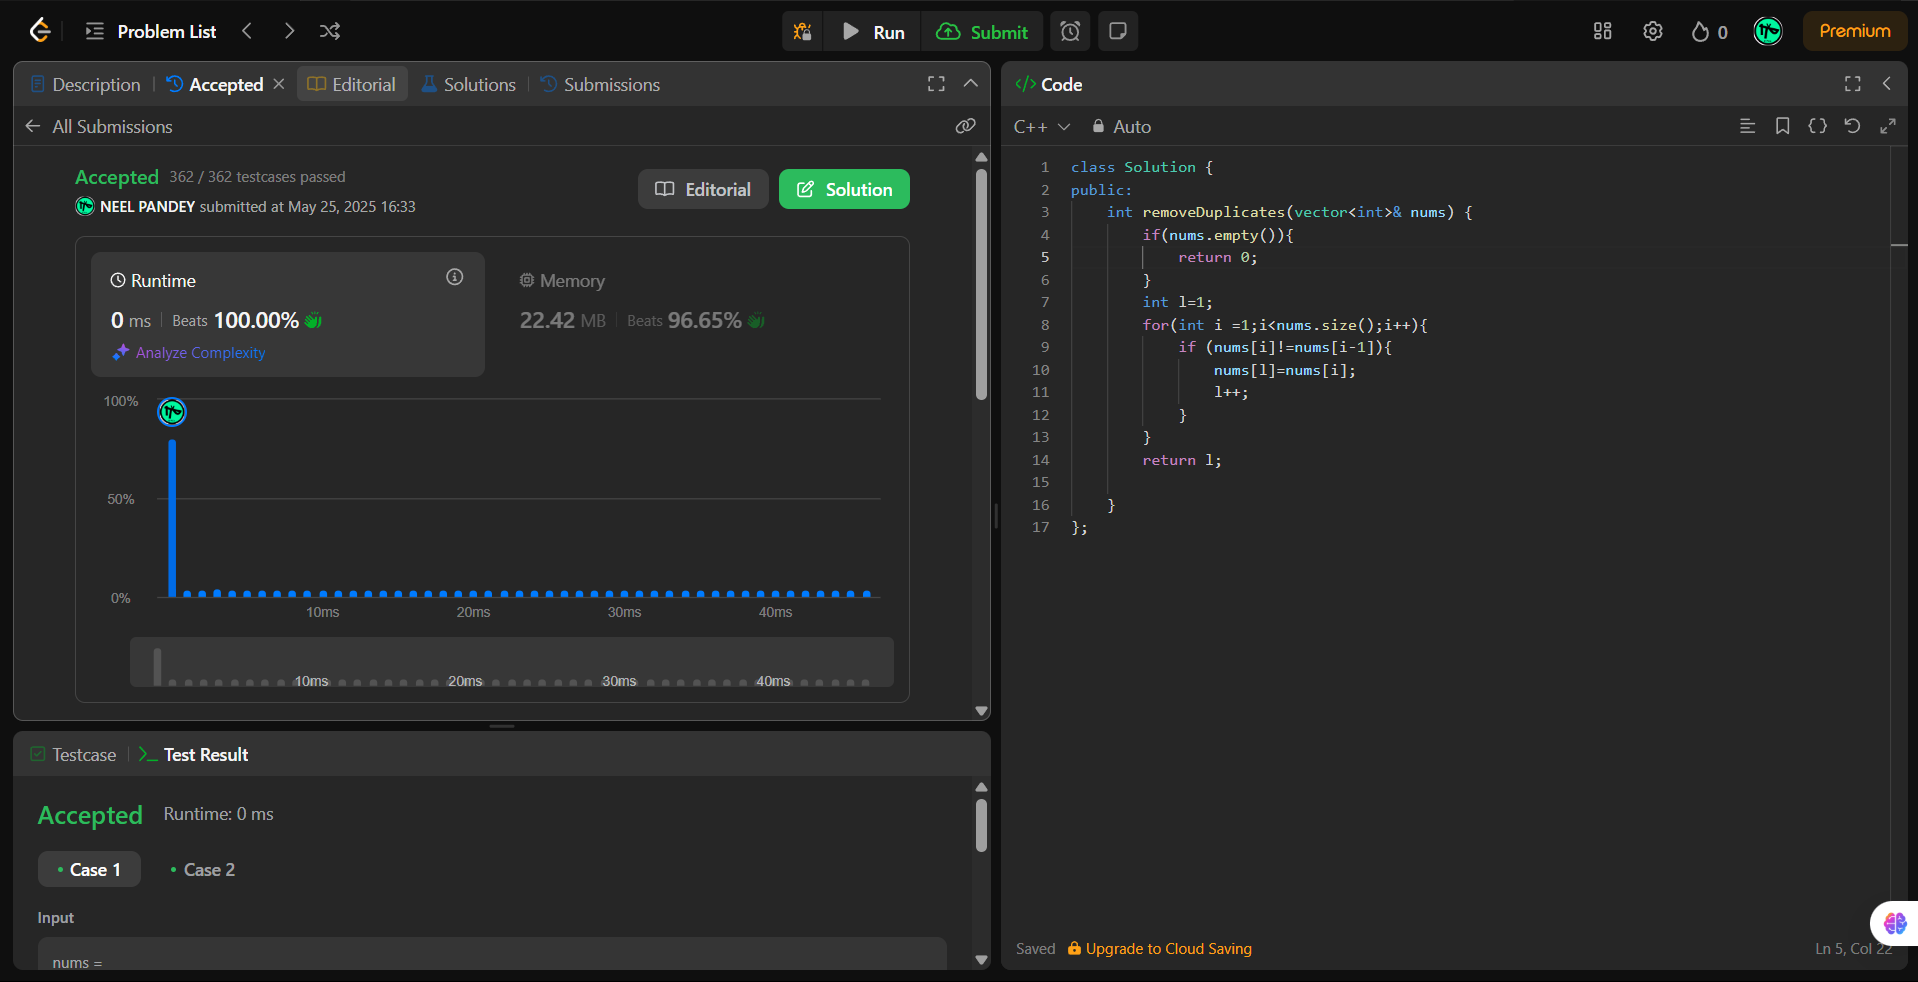 Problem List
Run
Submit
0
Premium
Description
Accepted
Editorial
Solutions
Submissions
All Submissions
Accepted 362 / 362 testcases passed
NEEL PANDEY submitted at May 25, 2025 16:33
Editorial
Solution
Runtime
0 ms
Beats 100.00%
Analyze Complexity
Memory
22.42 MB
Beats 96.65%
100%
50%
0%
10ms 20ms 30ms 40ms
10ms 20ms 30ms 40ms
Testcase
>_ Test Result
Accepted Runtime: 0 ms
• Case 1 • Case 2
Input
nums =
</> Code
C++
Auto
1 class Solution {
2 public:
3     int removeDuplicates(vector<int>& nums) {
4         if(nums.empty()){
5             return 0;
6         }
7         int l=1;
8         for(int i =1;i<nums.size();i++){
9             if (nums[i]!=nums[i-1]){
10                 nums[l]=nums[i];
11                 l++;
12             }
13         }
14         return l;
15
16     }
17 };
Saved Upgrade to Cloud Saving
Ln 5, Col 22